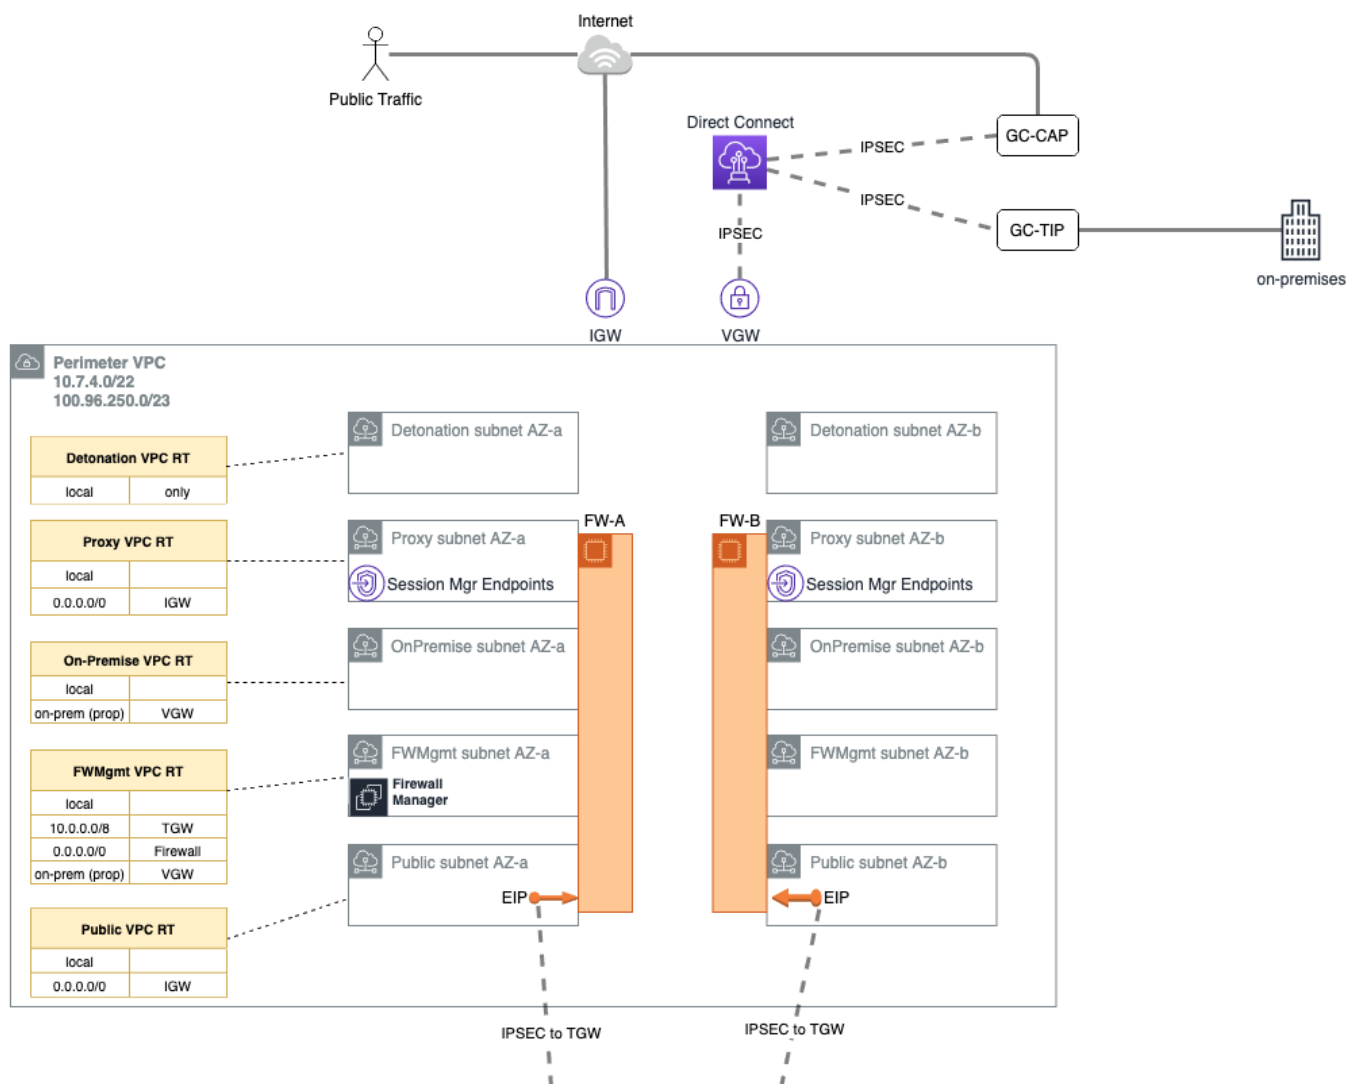 Internet
Public Traffic
Direct Connect
IPSEC
GC-CAP
IPSEC
GC-TIP
IPSEC
on-premises
IGW
VGW
Perimeter VPC
10.7.4.0/22
100.96.250.0/23
Detonation VPC RT
local only
Detonation subnet AZ-a
Detonation subnet AZ-b
FW-A
FW-B
Proxy VPC RT
local
0.0.0.0/0 IGW
Proxy subnet AZ-a
Session Mgr Endpoints
Proxy subnet AZ-b
Session Mgr Endpoints
On-Premise VPC RT
local
on-prem (prop) VGW
OnPremise subnet AZ-a
OnPremise subnet AZ-b
FWMgmt VPC RT
local
10.0.0.0/8 TGW
0.0.0.0/0 Firewall
on-prem (prop) VGW
FWMgmt subnet AZ-a
Firewall
Manager
FWMgmt subnet AZ-b
Public VPC RT
local
0.0.0.0/0 IGW
Public subnet AZ-a
EIP
Public subnet AZ-b
EIP
IPSEC to TGW
IPSEC to TGW